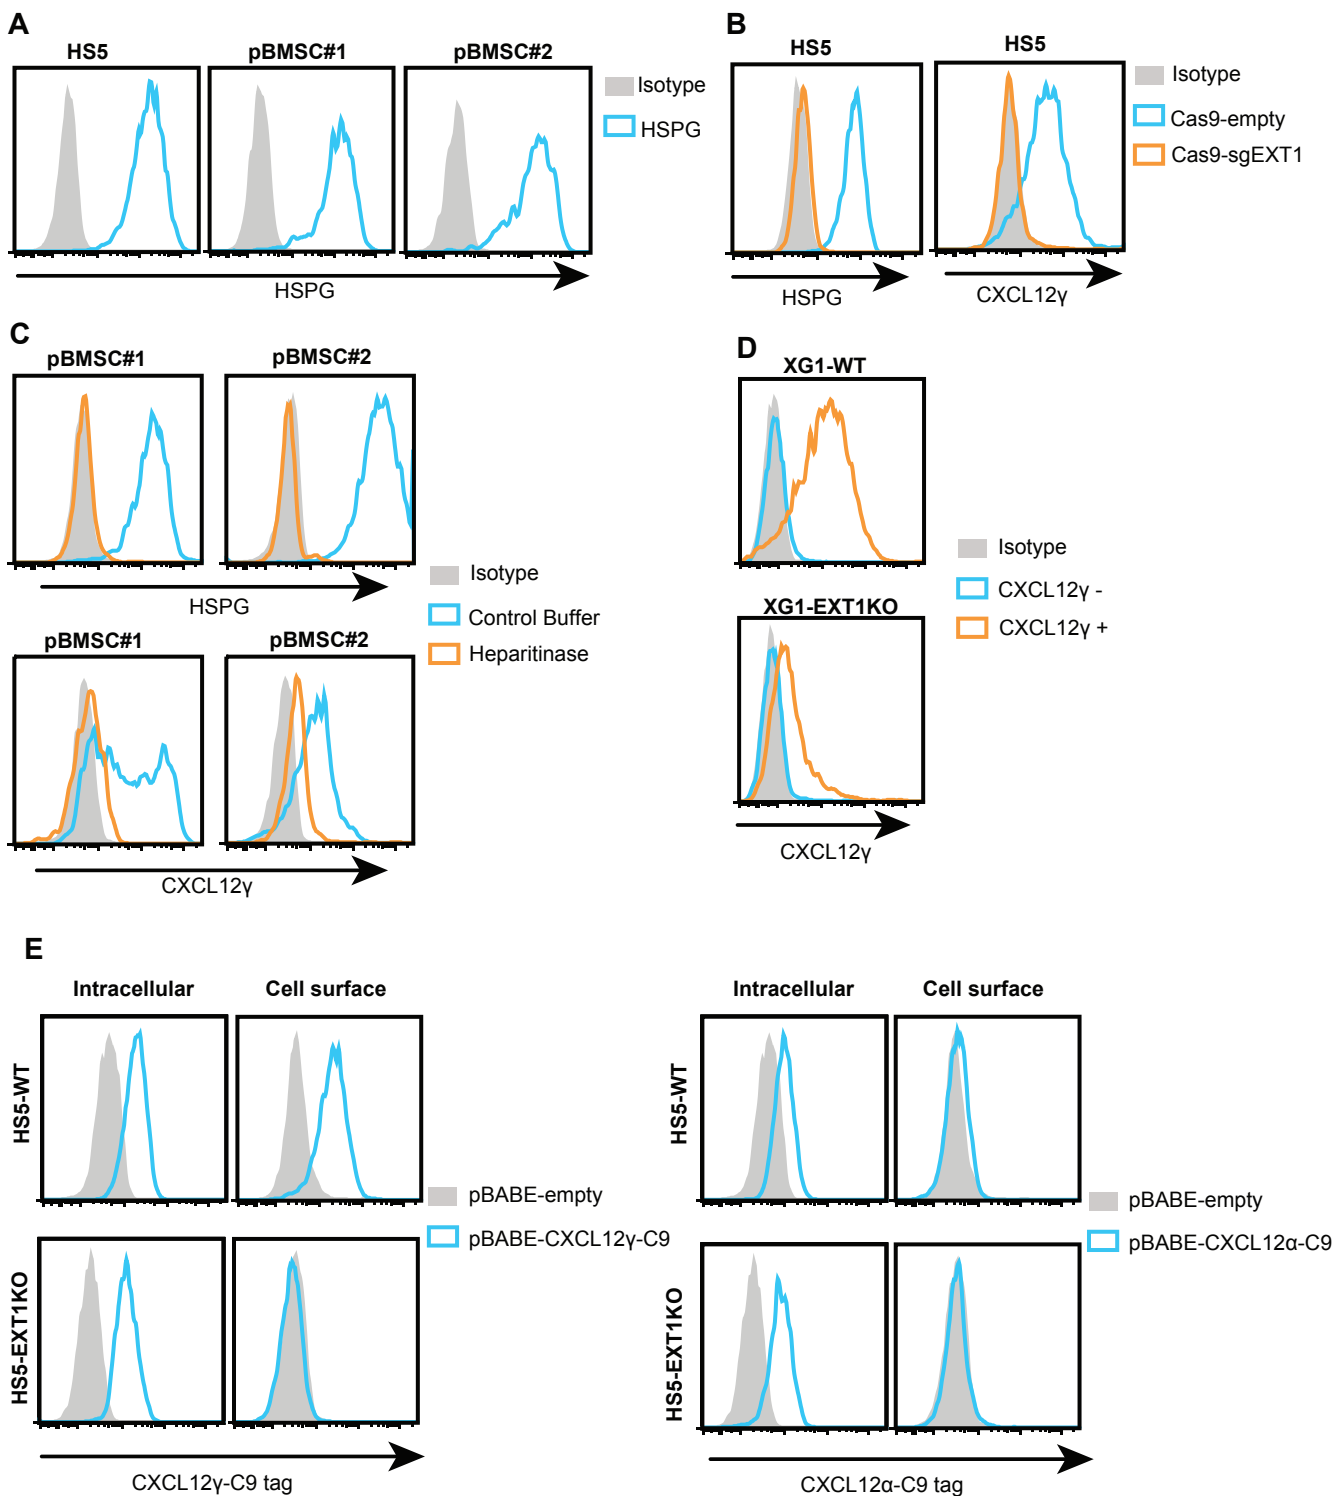 A
HS5
pBMSC#1
pBMSC#2
Isotype
HSPG
HSPG
B
HS5
HS5
Isotype
Cas9-empty
Cas9-sgEXT1
HSPG
CXCL12γ
C
pBMSC#1
pBMSC#2
HSPG
Isotype
Control Buffer
Heparitinase
pBMSC#1
pBMSC#2
CXCL12γ
D
XG1-WT
Isotype
CXCL12γ -
CXCL12γ +
XG1-EXT1KO
CXCL12γ
E
Intracellular
Cell surface
HS5-WT
pBABE-empty
pBABE-CXCL12γ-C9
HS5-EXT1KO
CXCL12γ-C9 tag
Intracellular
Cell surface
HS5-WT
pBABE-empty
pBABE-CXCL12α-C9
HS5-EXT1KO
CXCL12α-C9 tag